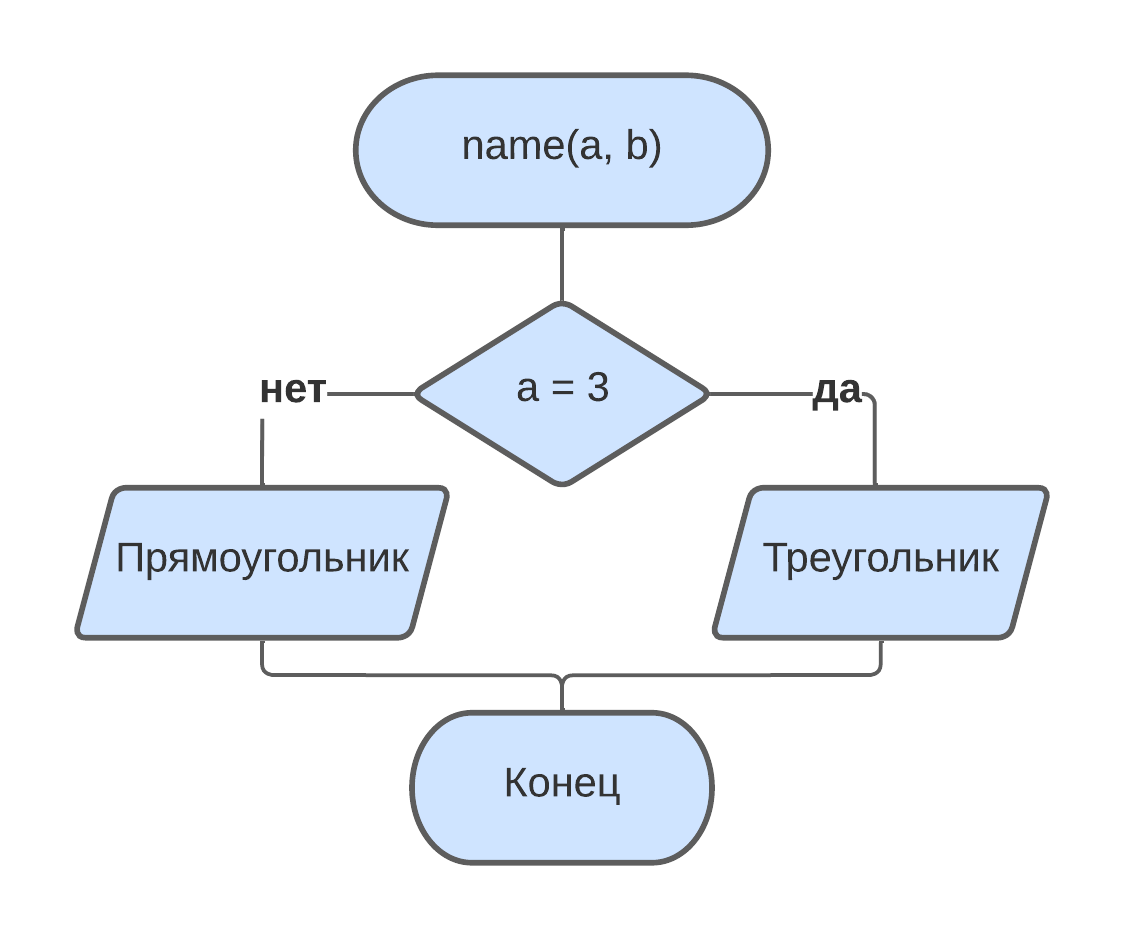 name(a, b)
a = 3
нет
да
Прямоугольник
Треугольник
Конец